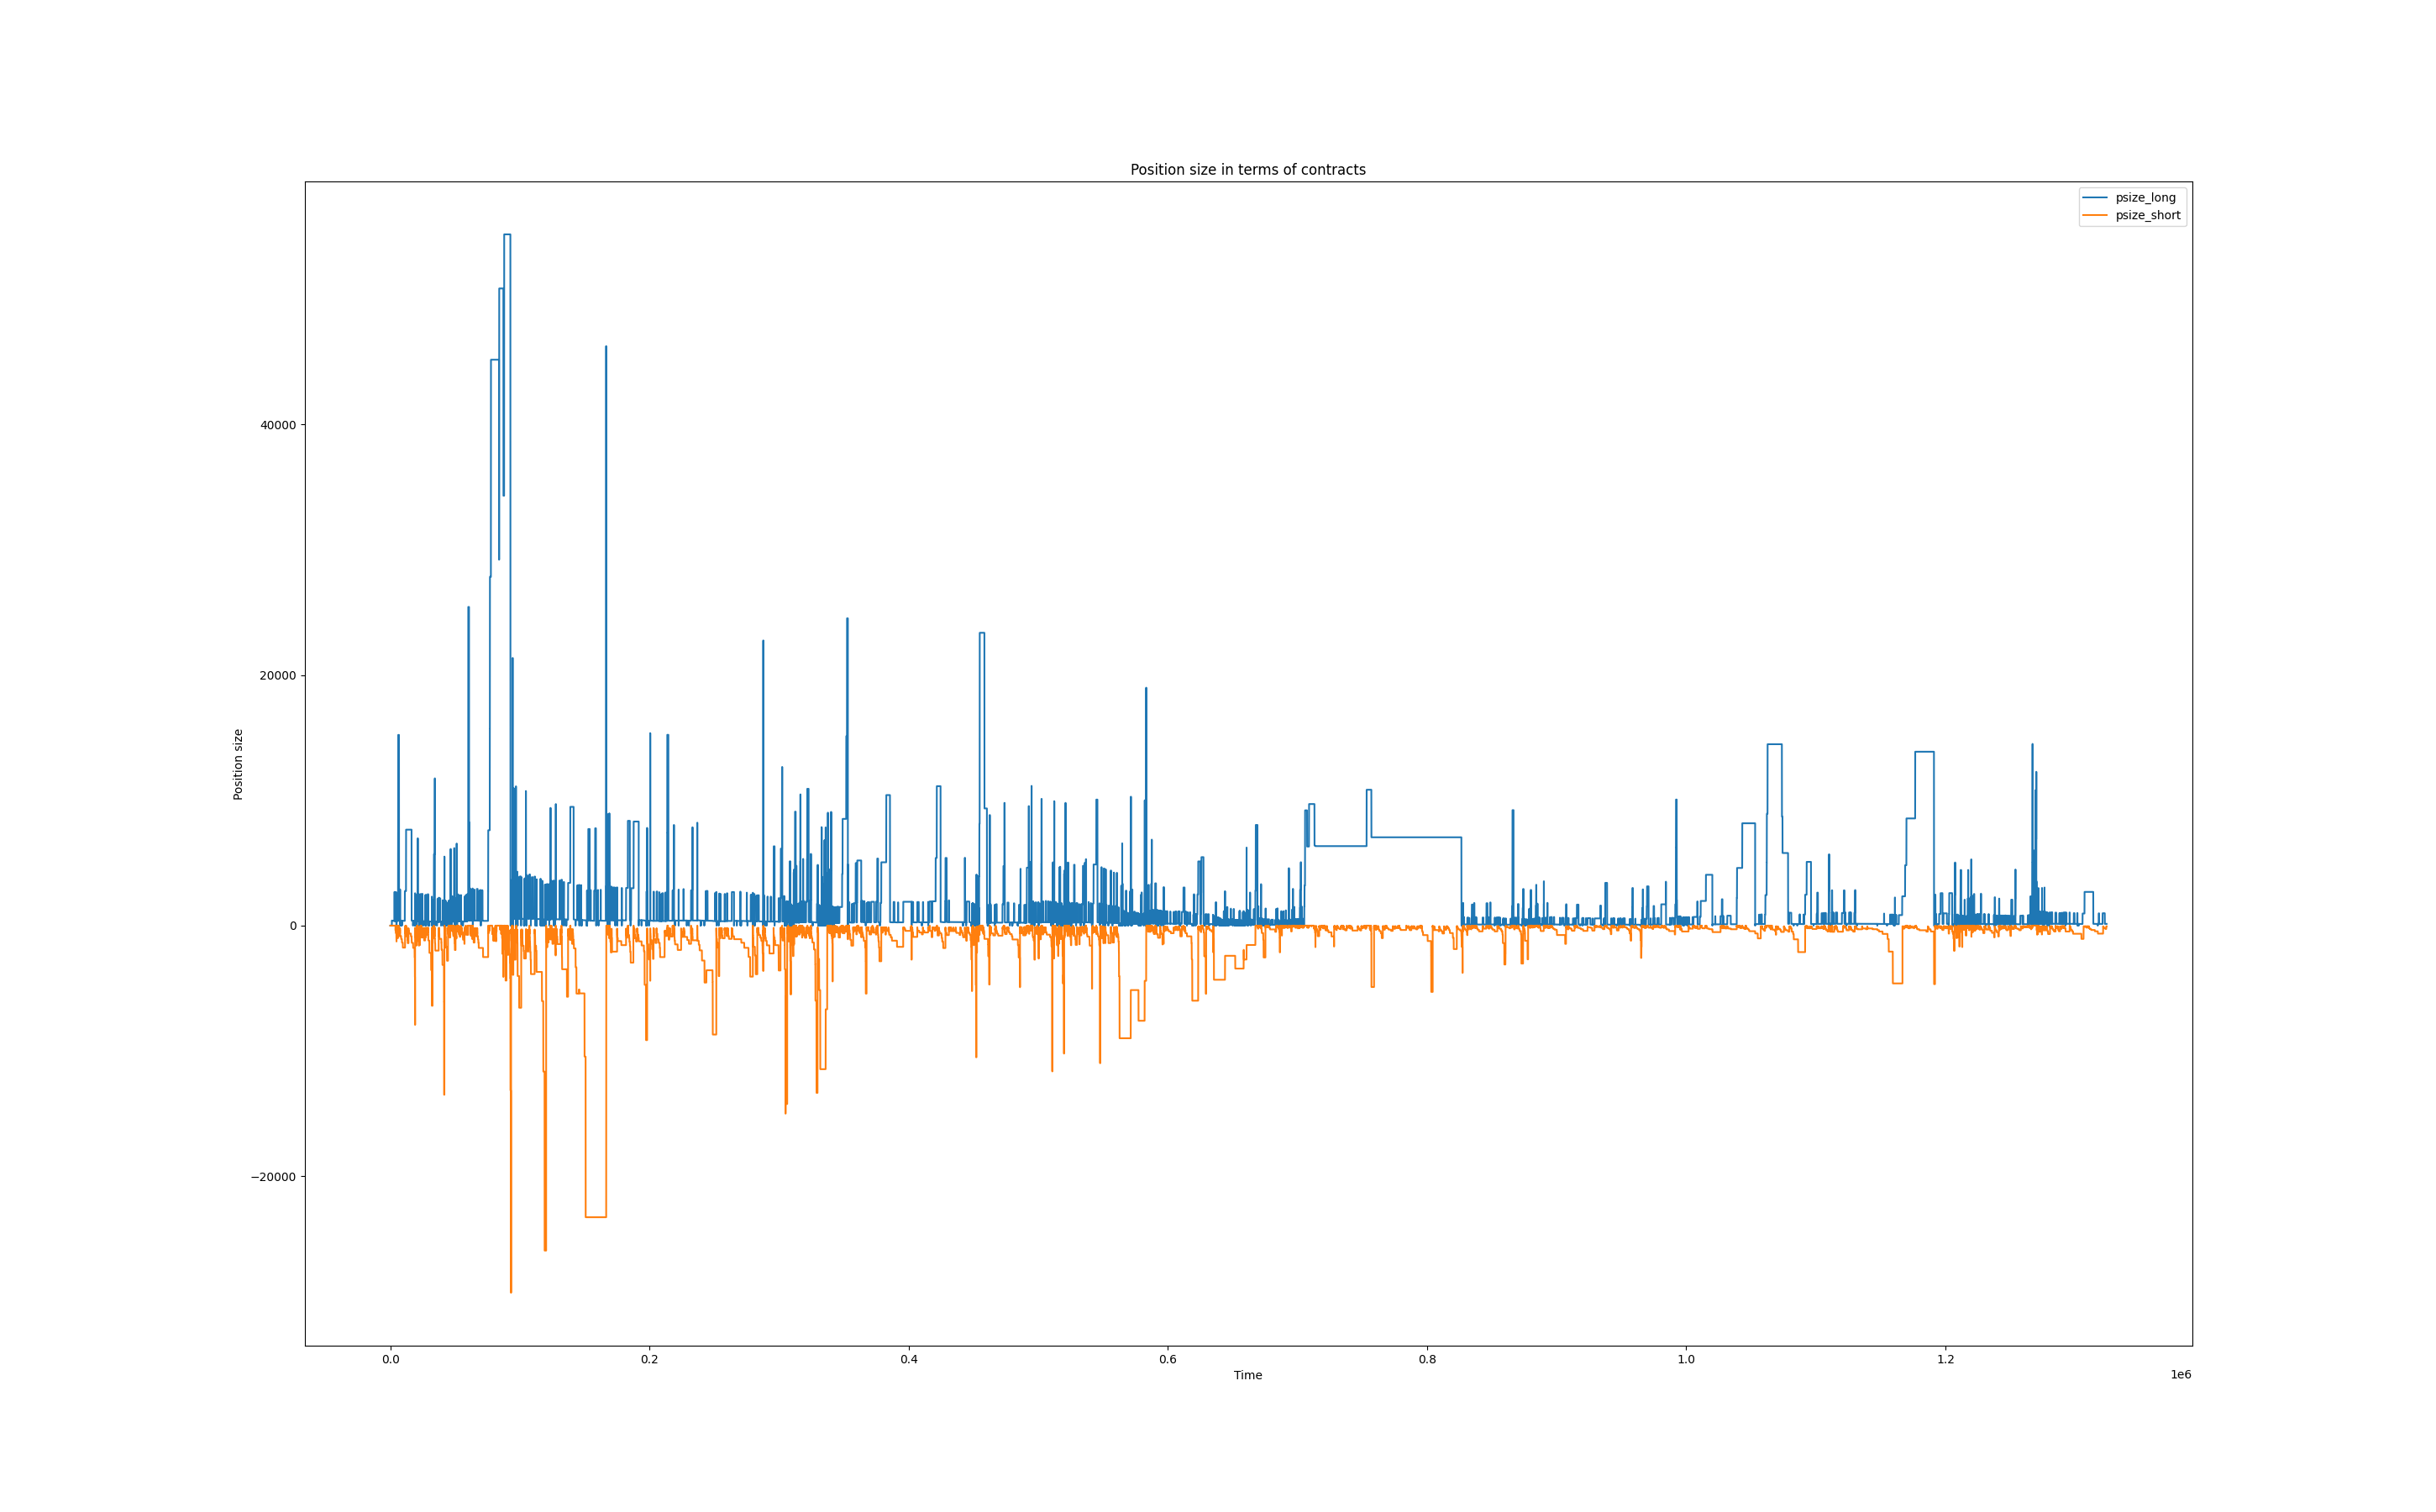 Position size in terms of contracts
psize_long
psize_short
40000
20000
0
−20000
Position size
0.0
0.2
0.4
0.6
0.8
1.0
1.2
1e6
Time